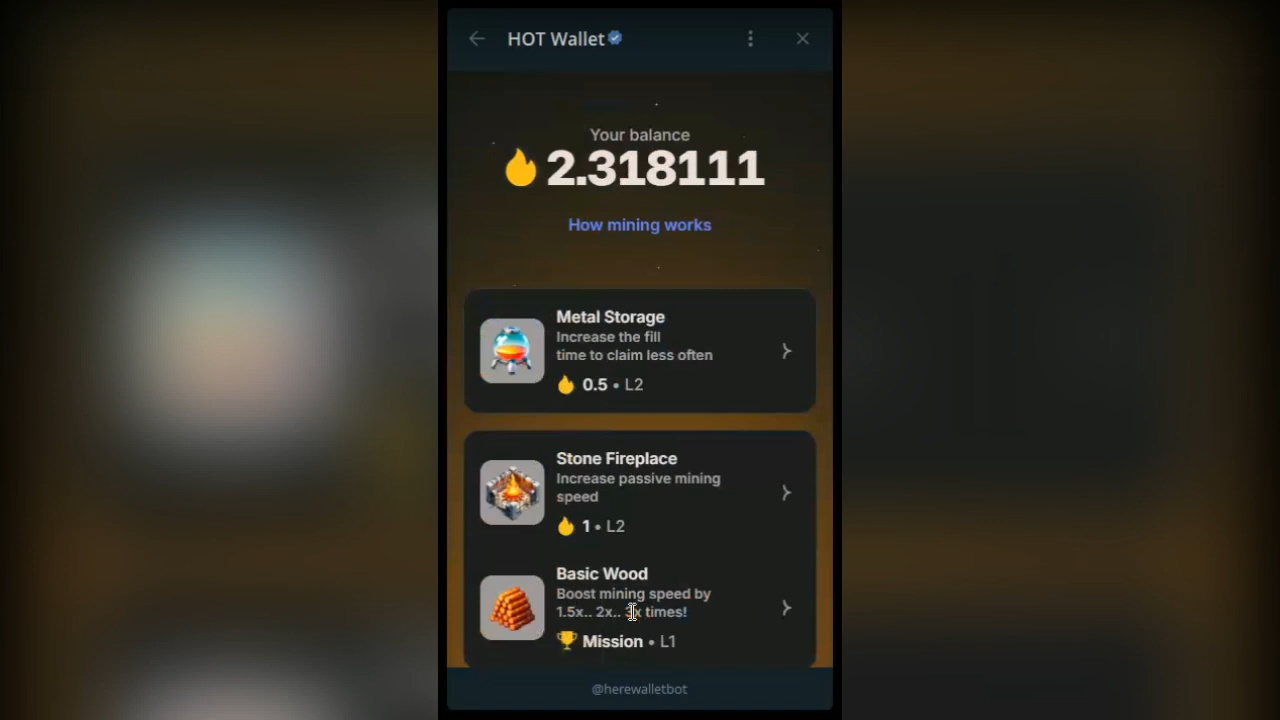 HOT Wallet
Your balance
2.318111
How mining works
Metal Storage
Increase the fill
time to claim less often
0.5 • L2
Stone Fireplace
Increase passive mining
speed
1 • L2
Basic Wood
Boost mining speed by
1.5x.. 2x.. 3x times!
Mission • L1
@herewalletbot